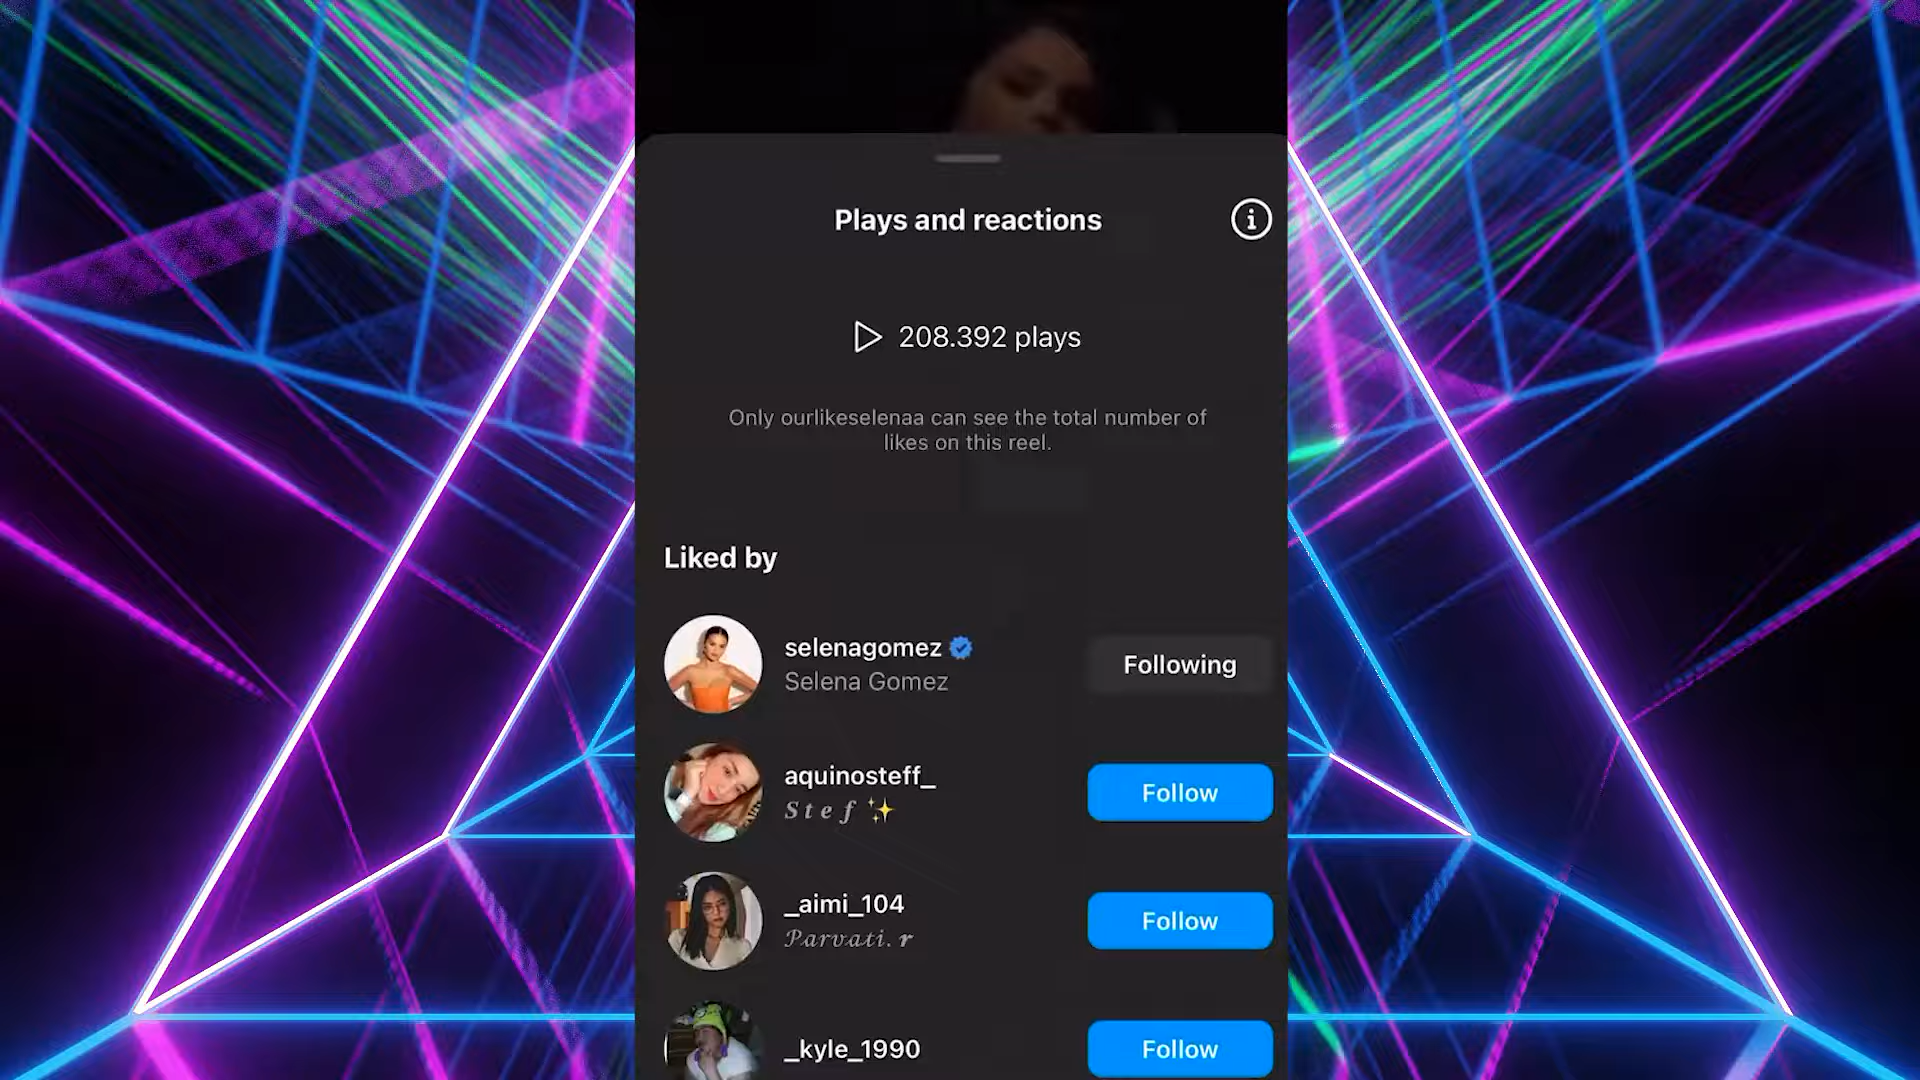 Plays and reactions
208.392 plays
Only ourlikeselenaa can see the total number of
likes on this reel.
Liked by
selenagomez
Selena Gomez
Following
aquinosteff_
𝑺 𝒕 𝒆 𝒇 ✨
Follow
_aimi_104
𝒫𝒶𝓇𝓋𝒶𝓉𝒾. 𝒓
Follow
_kyle_1990
Follow